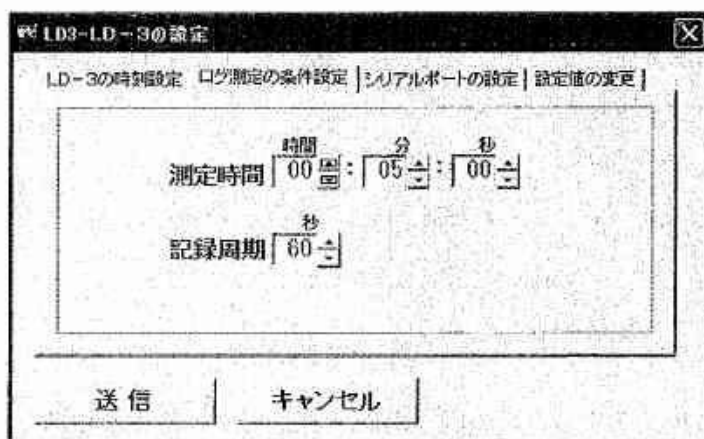 LD3-LD-3の設定
LD-3の時刻設定 ログ測定の条件設定 シリアルポートの設定 設定値の変更
時間 分 秒
測定時間 00 : 05 : 00
秒
記録周期 60
送信 キャンセル